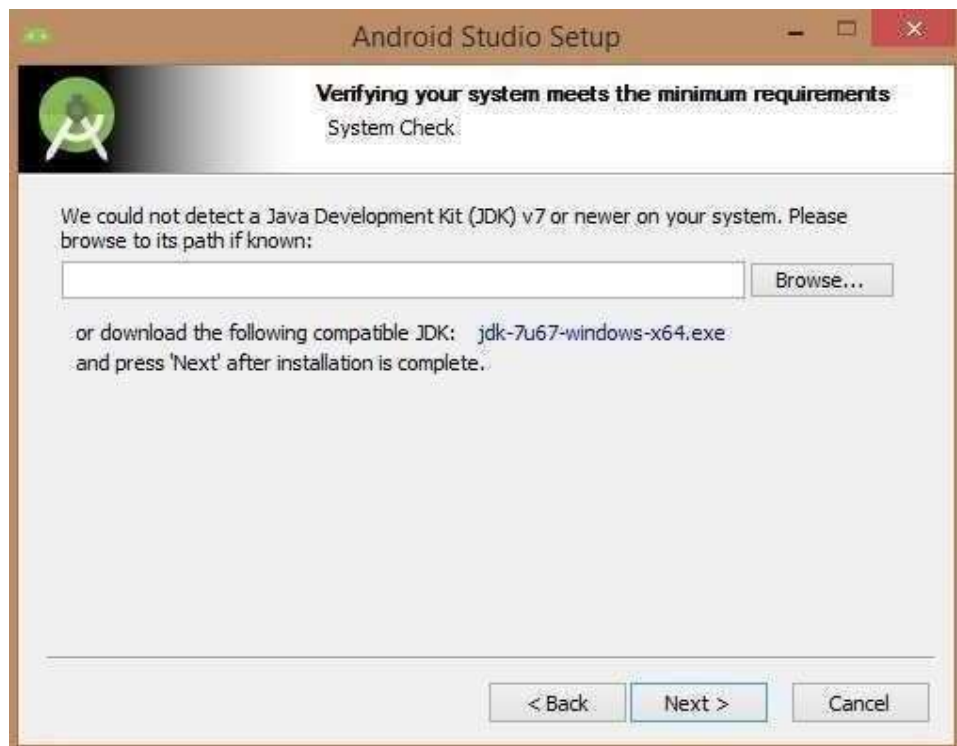 Android Studio Setup
Verifying your system meets the minimum requirements
System Check
We could not detect a Java Development Kit (JDK) v7 or newer on your system. Please
browse to its path if known:
Browse...
or download the following compatible JDK: jdk-7u67-windows-x64.exe
and press 'Next' after installation is complete.
< Back
Next >
Cancel